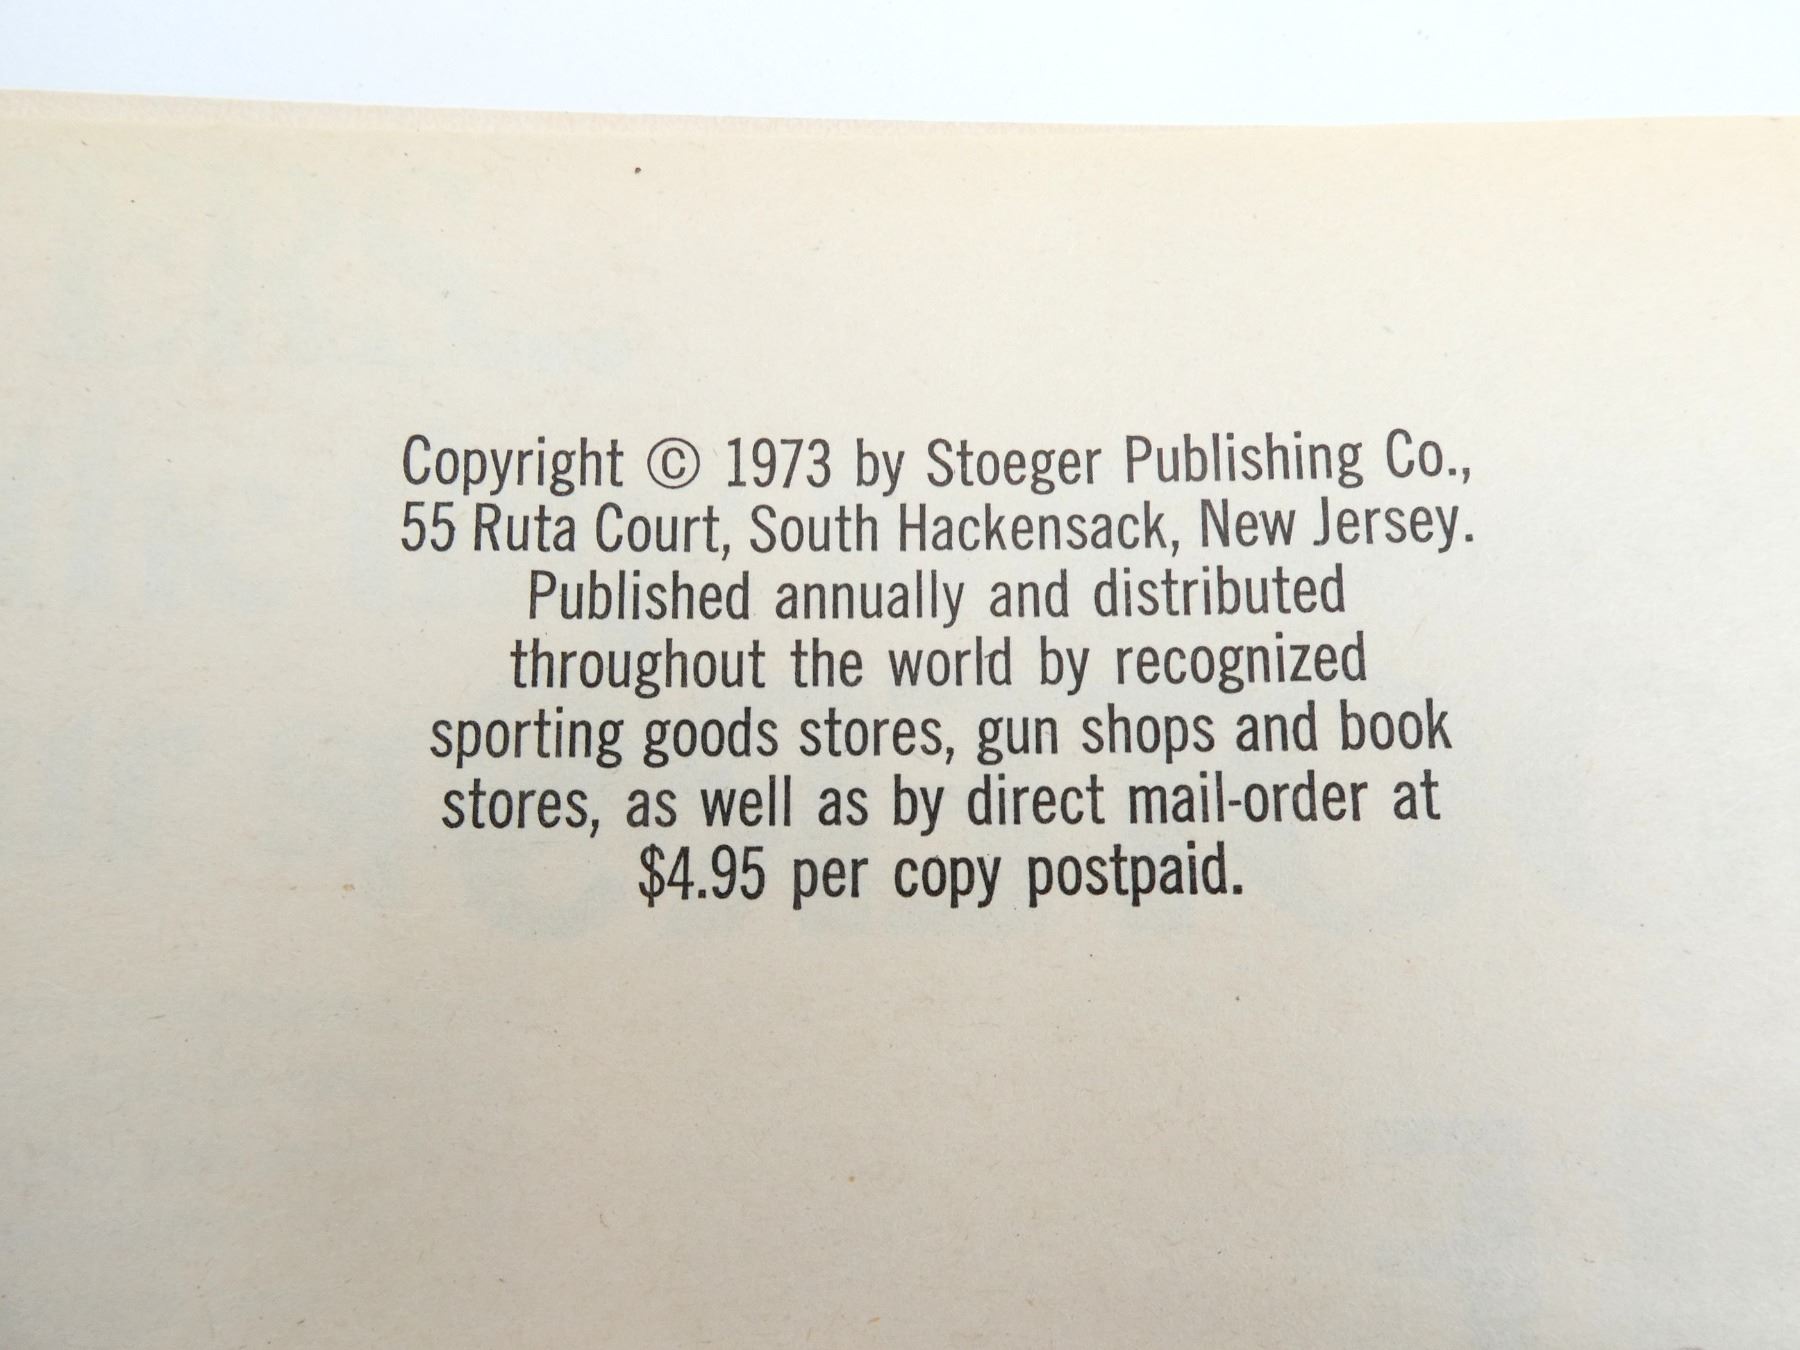 Copyright © 1973 by Stoeger Publishing Co.,
55 Ruta Court, South Hackensack, New Jersey.
Published annually and distributed
throughout the world by recognized
sporting goods stores, gun shops and book
stores, as well as by direct mail-order at
$4.95 per copy postpaid.